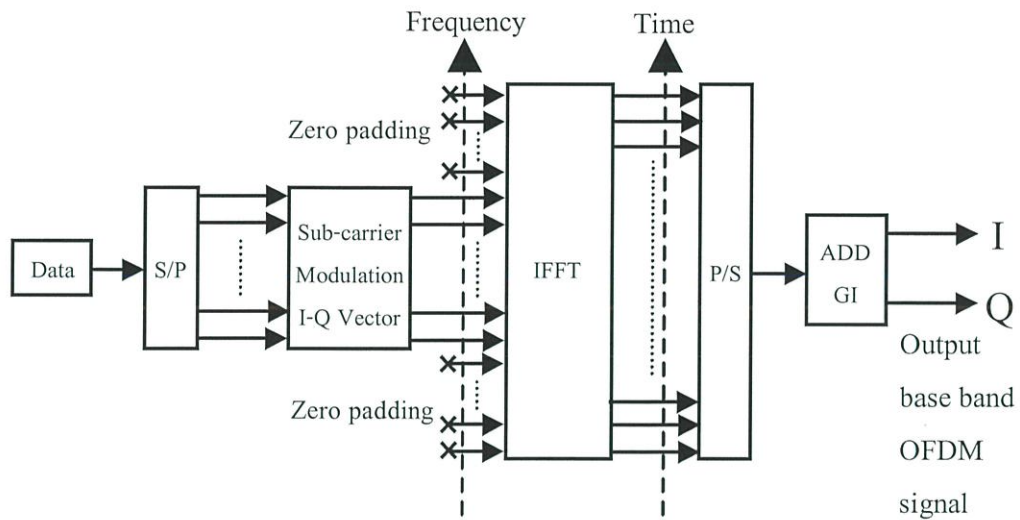 Frequency
Time
Zero padding
Data
S/P
Sub-carrier
Modulation
I-Q Vector
IFFT
P/S
ADD
GI
I
Q
Zero padding
Output
base band
OFDM
signal